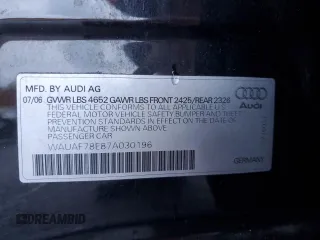 MFD. BY AUDI AG
07/06 GVWR LBS 4652 GAWR LBS FRONT 2425/REAR 2326
THIS VEHICLE CONFORMS TO ALL APPLICABLE U.S.
FEDERAL MOTOR VEHICLE SAFETY BUMPER AND THEFT
PREVENTION STANDARDS IN EFFECT ON THE DATE OF
MANUFACTURE SHOWN ABOVE.
PASSENGER CAR
WAUAF78E87A030196
Audi
GERMANY
DREAMBID